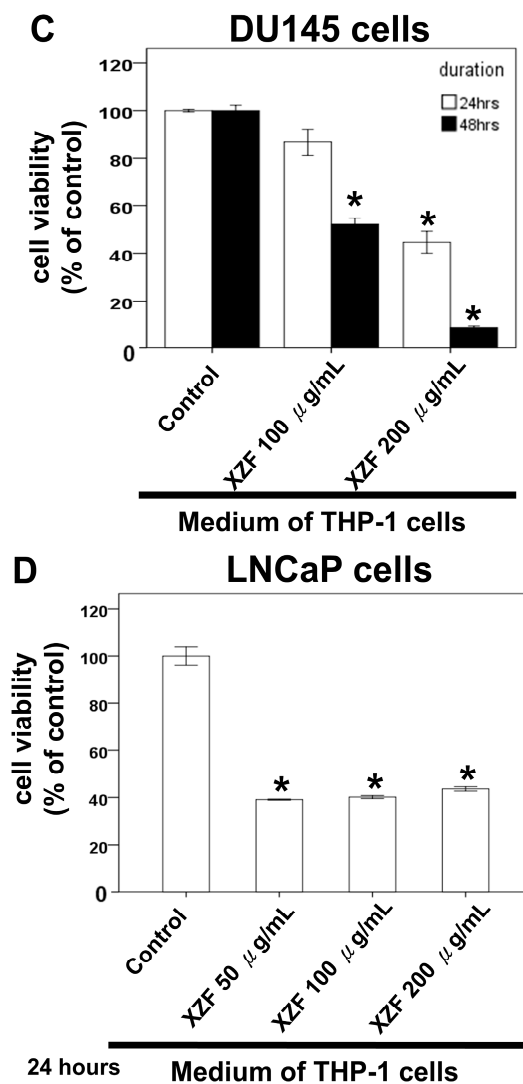 C
DU145 cells
120
100
80
60
40
20
0
cell viability
(% of control)
duration
24hrs
48hrs
*
*
*
Control
XZF 100 μg/mL
XZF 200 μg/mL
Medium of THP-1 cells
D
LNCaP cells
120
100
80
60
40
20
0
cell viability
(% of control)
*
*
*
Control
XZF 50 μg/mL
XZF 100 μg/mL
XZF 200 μg/mL
24 hours
Medium of THP-1 cells